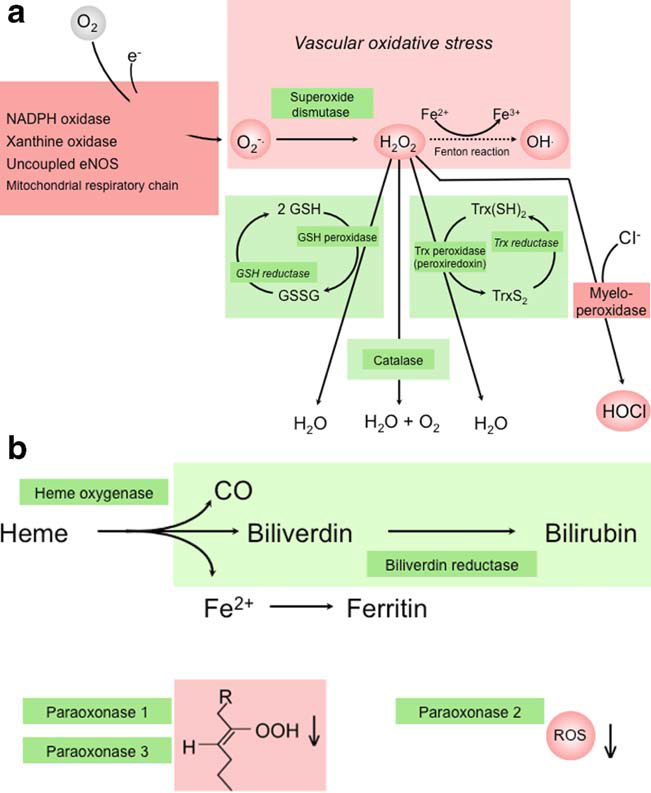 a
O₂
e⁻
Vascular oxidative stress
NADPH oxidase
Xanthine oxidase
Uncoupled eNOS
Mitochondrial respiratory chain
Superoxide
dismutase
O₂⁻·
H₂O₂
Fe²⁺
Fe³⁺
Fenton reaction
OH·
2 GSH
GSH peroxidase
GSH reductase
GSSG
Trx(SH)₂
Trx peroxidase
(peroxiredoxin)
Trx reductase
TrxS₂
Cl⁻
Myelo-
peroxidase
Catalase
H₂O
H₂O + O₂
H₂O
HOCl
b
Heme oxygenase
CO
Heme
Biliverdin
Bilirubin
Biliverdin reductase
Fe²⁺
Ferritin
Paraoxonase 1
Paraoxonase 3
R
OOH
H
Paraoxonase 2
ROS